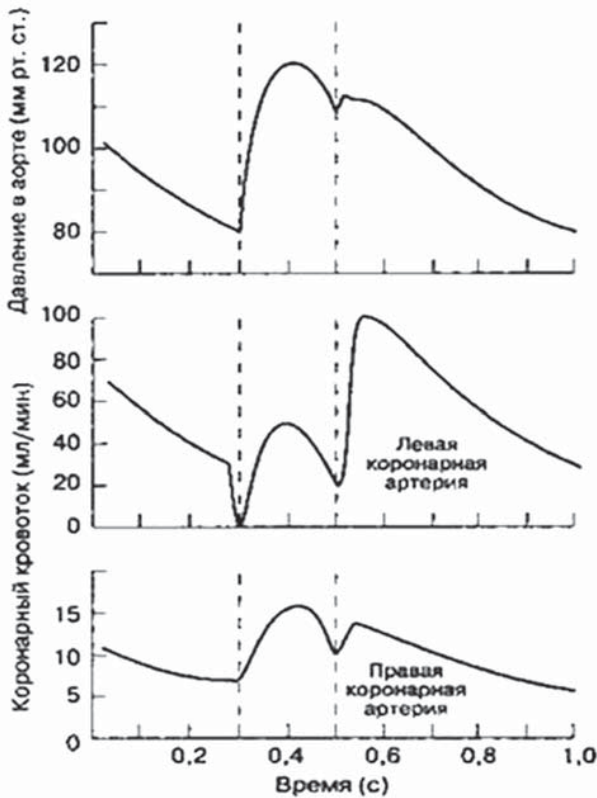 Давление в аорте (мм рт. ст.)
120
100
80
Коронарный кровоток (мл/мин)
100
80
60
40
20
0
Левая
коронарная
артерия
15
10
5
0
Правая
коронарная
артерия
0,2
0,4
0,6
0,8
1,0
Время (с)